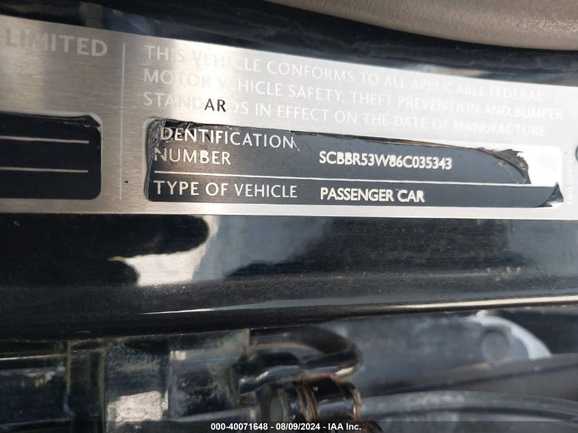 LIMITED
THIS VEHICLE CONFORMS TO ALL APPLICABLE FEDERAL
MOTOR VEHICLE SAFETY, THEFT PREVENTION AND BUMPER
STANDARDS IN EFFECT ON THE DATE OF MANUFACTURE
IDENTIFICATION
NUMBER SCBBR53W86C035343
TYPE OF VEHICLE PASSENGER CAR
000-40071648 - 08/09/2024 - IAA Inc.